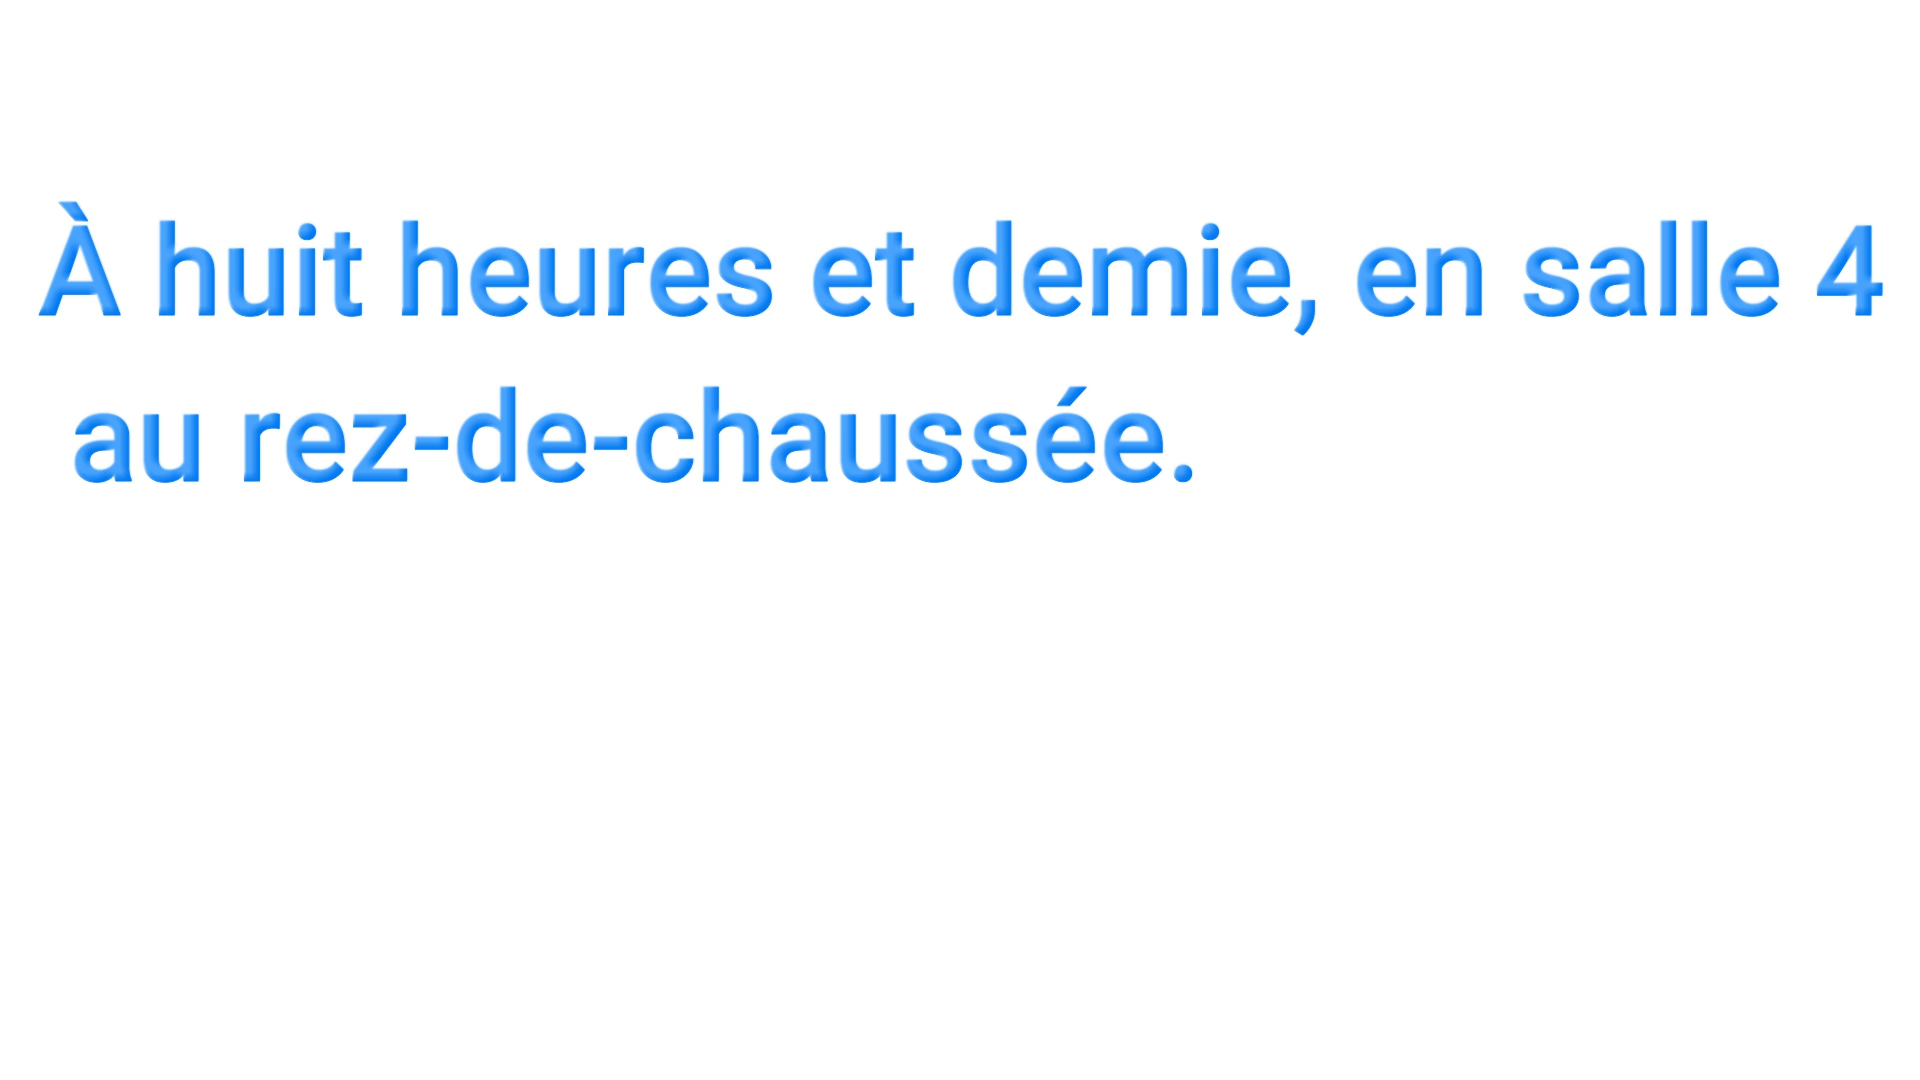 À huit heures et demie, en salle 4
au rez-de-chaussée.